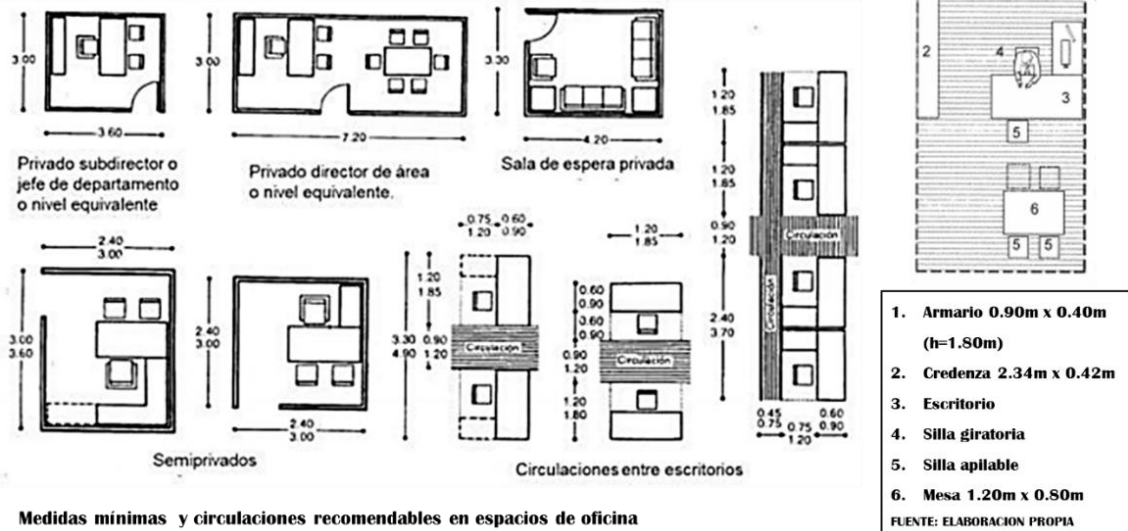 3.00
3.60
Privado subdirector o
jefe de departamento
o nivel equivalente
3.00
7.20
Privado director de área
o nivel equivalente.
3.30
4.20
Sala de espera privada
2.40
3.00
3.00
3.60
2.40
3.00
2.40
3.00
Semiprivados
0.75 0.60
1.20 0.90
1.20
1.85
3.30 0.90
4.90 1.20
Circulación
1.20
1.85
0.60
0.90
0.60
0.90
0.90
1.20
1.20
1.80
Circulación
Circulaciones entre escritorios
1.20
1.85
1.20
1.85
0.90
1.20
2.40
3.70
Circulación
Circulación
0.45
0.75
0.75
1.20
0.60
0.90
2
4
3
5
6
5 5
1. Armario 0.90m x 0.40m
(h=1.80m)
2. Credenza 2.34m x 0.42m
3. Escritorio
4. Silla giratoria
5. Silla apilable
6. Mesa 1.20m x 0.80m
FUENTE: ELABORACION PROPIA
Medidas mínimas y circulaciones recomendables en espacios de oficina